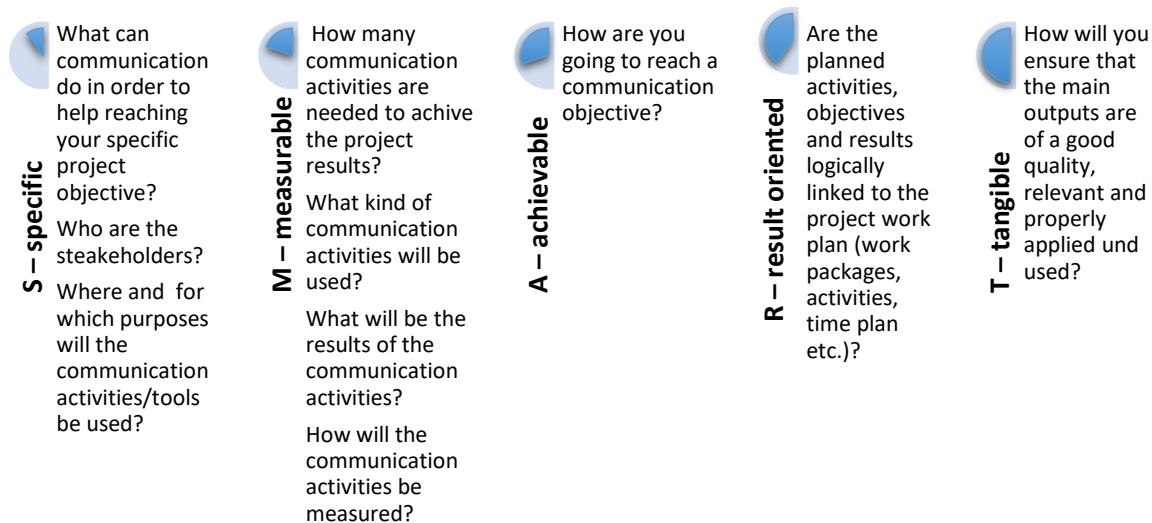 S – specific
What can
communication
do in order to
help reaching
your specific
project
objective?
Who are the
steakholders?
Where and  for
which purposes
will the
communication
activities/tools
be used?
M – measurable
How many
communication
activities are
needed to achive
the project
results?
What kind of
communication
activities will be
used?
What will be the
results of the
communication
activities?
How will the
communication
activities be
measured?
A – achievable
How are you
going to reach a
communication
objective?
R – result oriented
Are the
planned
activities,
objectives
and results
logically
linked to the
project work
plan (work
packages,
activities,
time plan
etc.)?
T – tangible
How will you
ensure that
the main
outputs are
of a good
quality,
relevant and
properly
applied und
used?